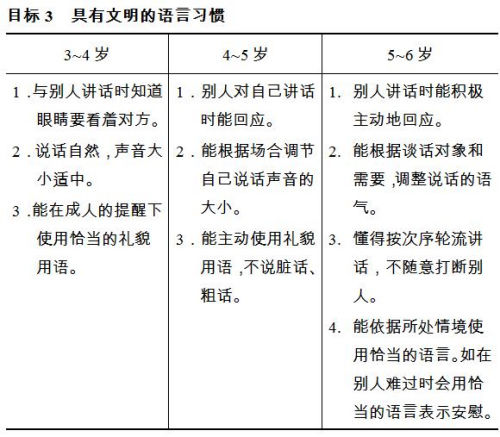 目标 3 具有文明的语言习惯
3~4 岁
4~5 岁
5~6 岁
1．与别人讲话时知道
眼睛要看着对方。
2．说话自然，声音大
小适中。
3．能在成人的提醒下
使用恰当的礼貌
用语。
1．别人对自己讲话
时能回应。
2．能根据场合调节
自己说话声音的
大小。
3．能主动使用礼貌
用语，不说脏话、
粗话。
1. 别人讲话时能积极
主动地回应。
2. 能根据谈话对象和
需要，调整说话的语
气。
3. 懂得按次序轮流讲
话，不随意打断别
人。
4. 能依据所处情境使
用恰当的语言。如在
别人难过时会用恰
当的语言表示安慰。